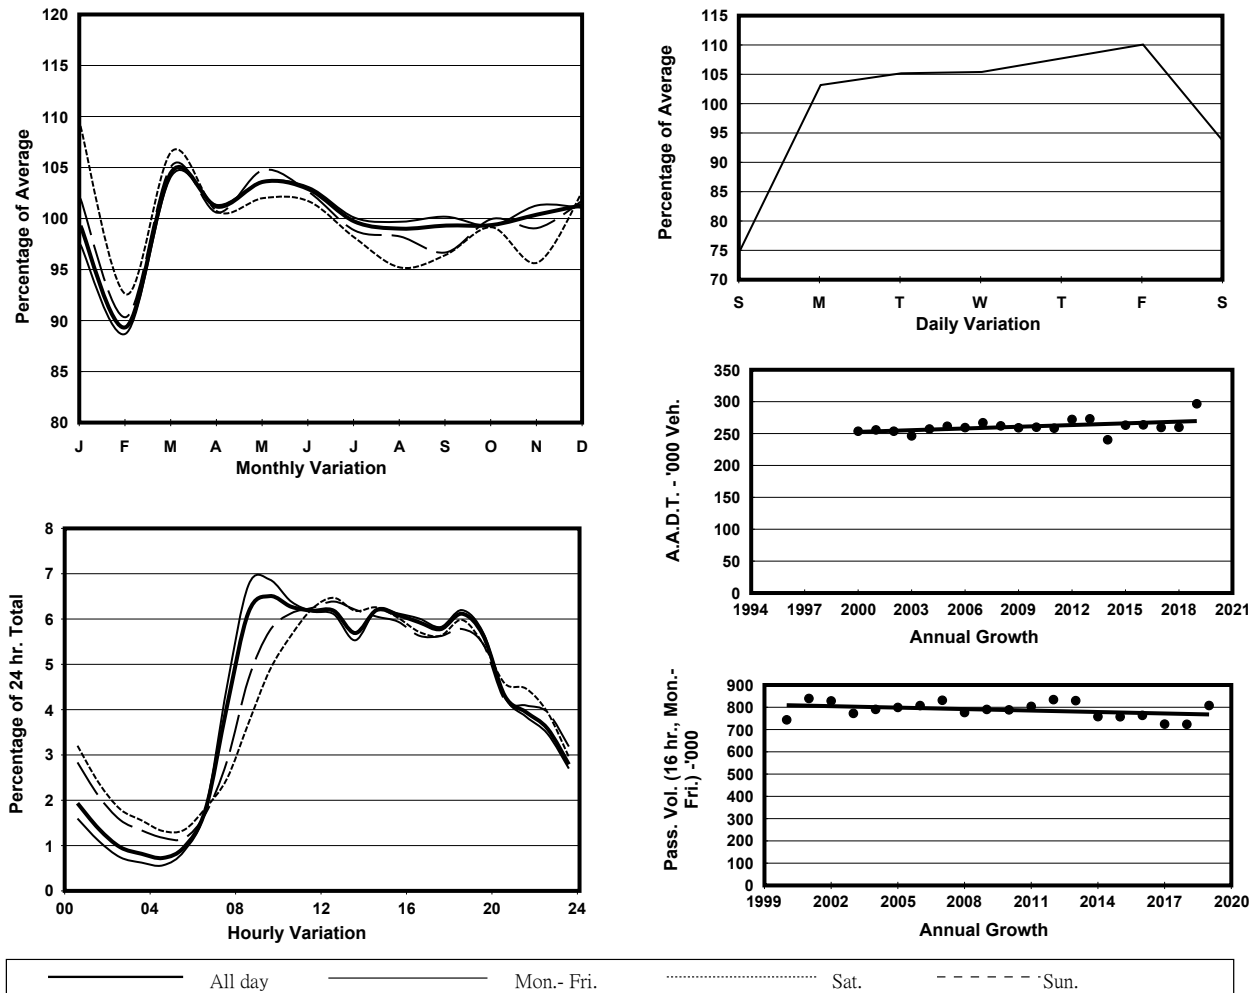 120
115
110
105
100
95
90
85
80
Percentage of Average
J F M A M J J A S O N D
Monthly Variation
115
110
105
100
95
90
85
80
75
70
Percentage of Average
S M T W T F S
Daily Variation
350
300
250
200
150
100
50
0
A.A.D.T. - '000 Veh.
1994 1997 2000 2003 2006 2009 2012 2015 2018 2021
Annual Growth
8
7
6
5
4
3
2
1
0
Percentage of 24 hr. Total
00 04 08 12 16 20 24
Hourly Variation
900
800
700
600
500
400
300
200
100
0
Pass. Vol. (16 hr., Mon.-
Fri.) -'000
1999 2002 2005 2008 2011 2014 2017 2020
Annual Growth
All day Mon.- Fri. Sat. Sun.